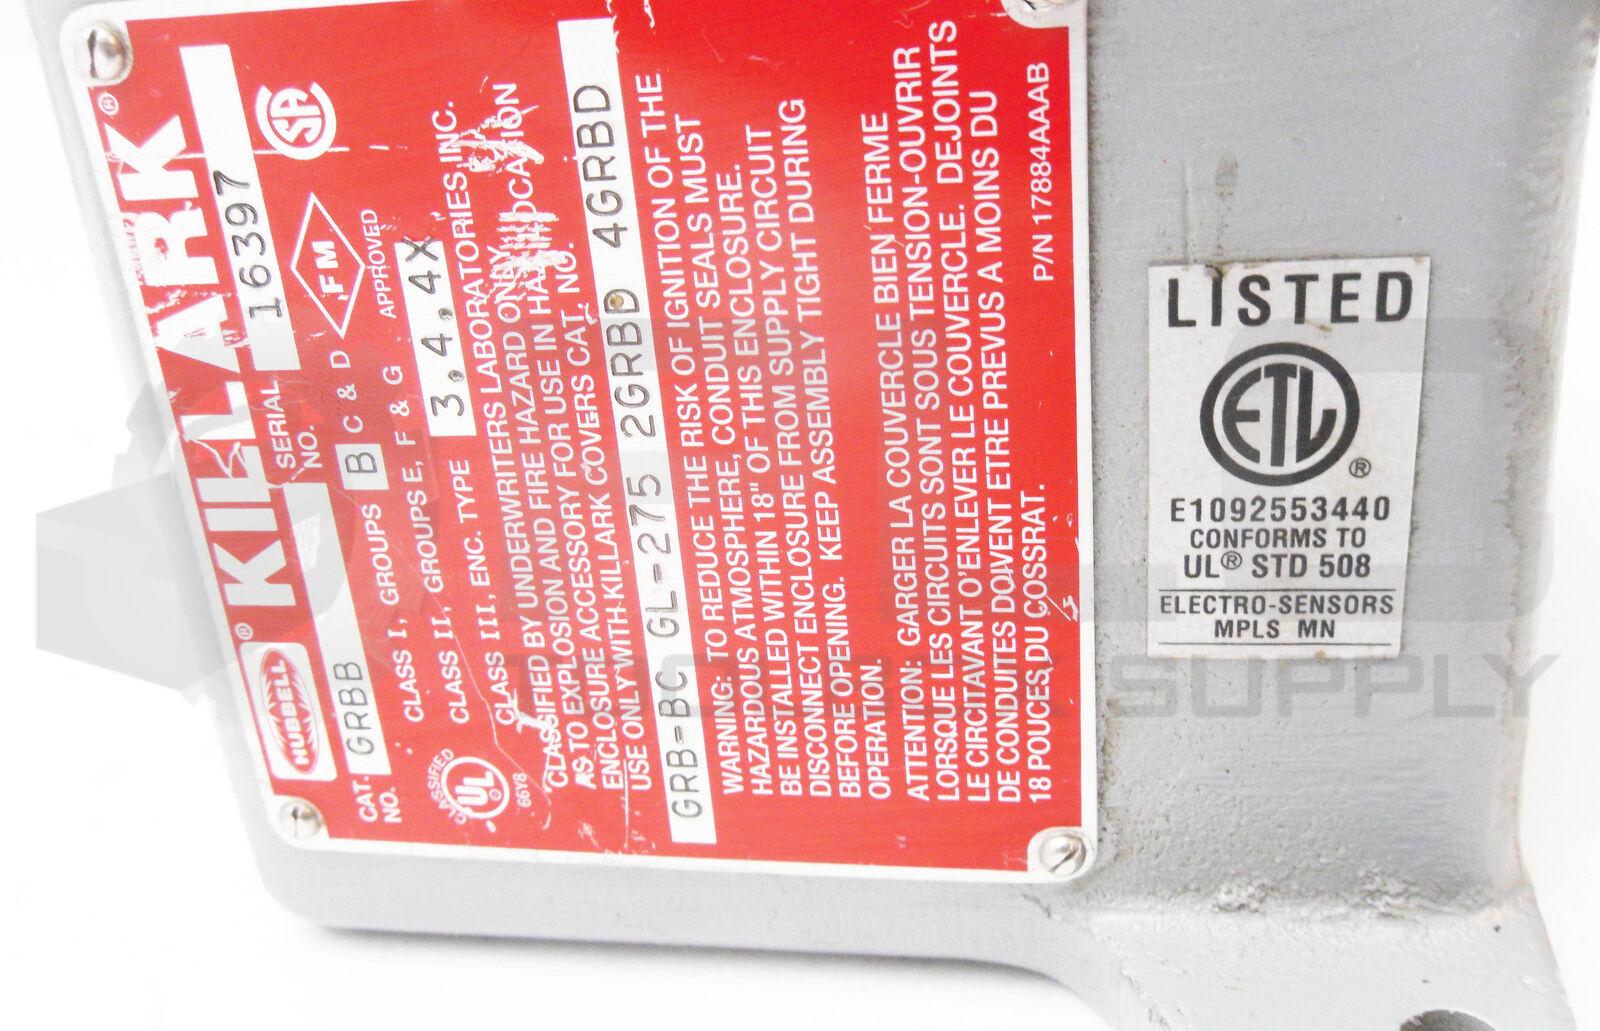 HUBBELL® KILLARK®
CAT. NO. GRBB SERIAL NO. 16397
CLASS I, GROUPS B C & D
CLASS II, GROUPS E, F & G
CLASS III, ENC. TYPE 3,4,4X
FM APPROVED
SA
CLASSIFIED UL 66Y8
CLASSIFIED BY UNDERWRITERS LABORATORIES, INC.
AS TO EXPLOSION AND FIRE HAZARD ONLY
ENCLOSURE ACCESSORY FOR USE IN LOCATION
USE ONLY WITH KILLARK COVERS CAT. NO.
GRB-BC GL-275 2GRBD 4GRBD
WARNING: TO REDUCE THE RISK OF IGNITION OF THE
HAZARDOUS ATMOSPHERE, CONDUIT SEALS MUST
BE INSTALLED WITHIN 18" OF THIS ENCLOSURE.
DISCONNECT ENCLOSURE FROM SUPPLY CIRCUIT
BEFORE OPENING. KEEP ASSEMBLY TIGHT DURING
OPERATION.
ATTENTION: GARGER LA COUVERCLE BIEN FERME
LORSQUE LES CIRCUITS SONT SOUS TENSION-OUVRIR
LE CIRCITAVANT O'ENLEVER LE COUVERCLE. DEJOINTS
DE CONDUITES DOIVENT ETRE PREVUS A MOINS DU
18 POUCES, DU COSSRAT.
P/N 17884AAAB
LISTED
ETL ®
E1092553440
CONFORMS TO
UL® STD 508
ELECTRO-SENSORS
MPLS MN
SUPPLY